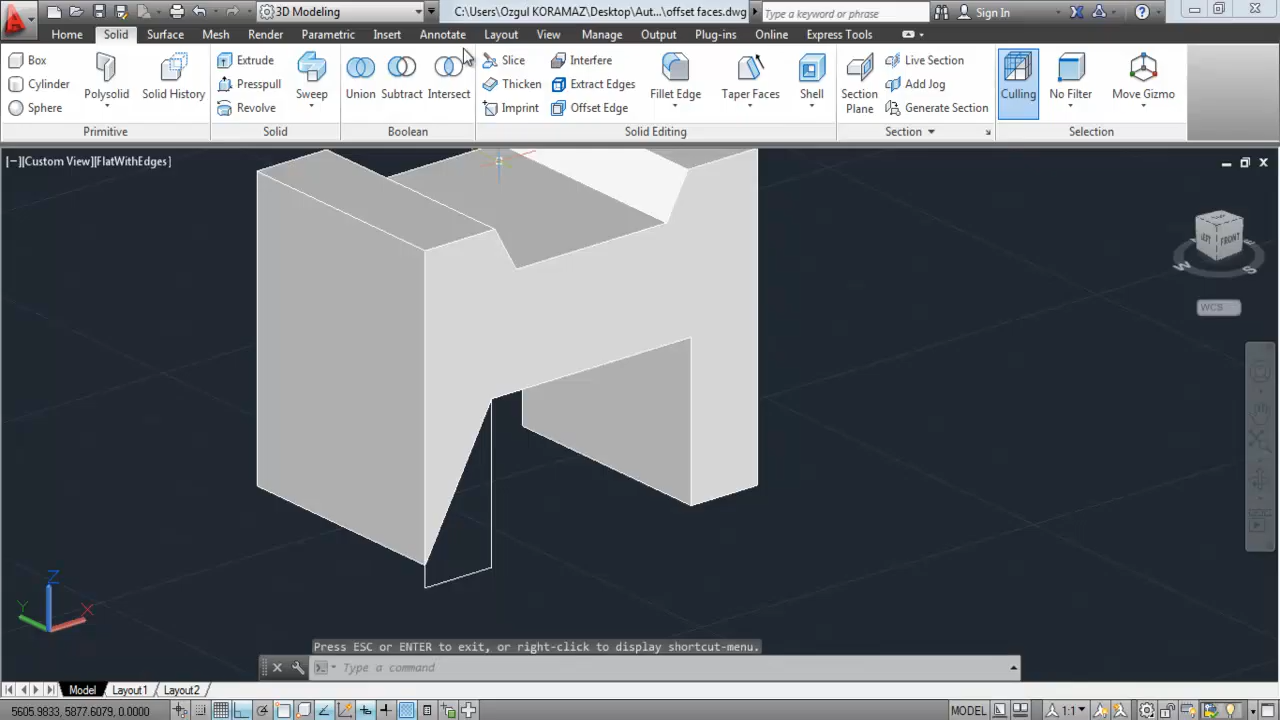 3D Modeling
C:\Users\Ozgul KORAMAZ\Desktop\Aut...\offset faces.dwg
Type a keyword or phrase
Sign In
Home Solid Surface Mesh Render Parametric Insert Annotate Layout View Manage Output Plug-ins Online Express Tools
Box
Cylinder
Sphere
Polysolid
Solid History
Primitive
Extrude
Presspull
Revolve
Sweep
Solid
Union
Subtract
Intersect
Boolean
Slice
Thicken
Imprint
Interfere
Extract Edges
Offset Edge
Fillet Edge
Taper Faces
Shell
Solid Editing
Section
Plane
Live Section
Add Jog
Generate Section
Section
Culling
No Filter
Move Gizmo
Selection
[−][Custom View][FlatWithEdges]
LEFT FRONT
W S
WCS
Z
Y X
Press ESC or ENTER to exit, or right-click to display shortcut-menu.
Type a command
Model Layout1 Layout2
5605.9833, 5877.6079, 0.0000
MODEL
1:1